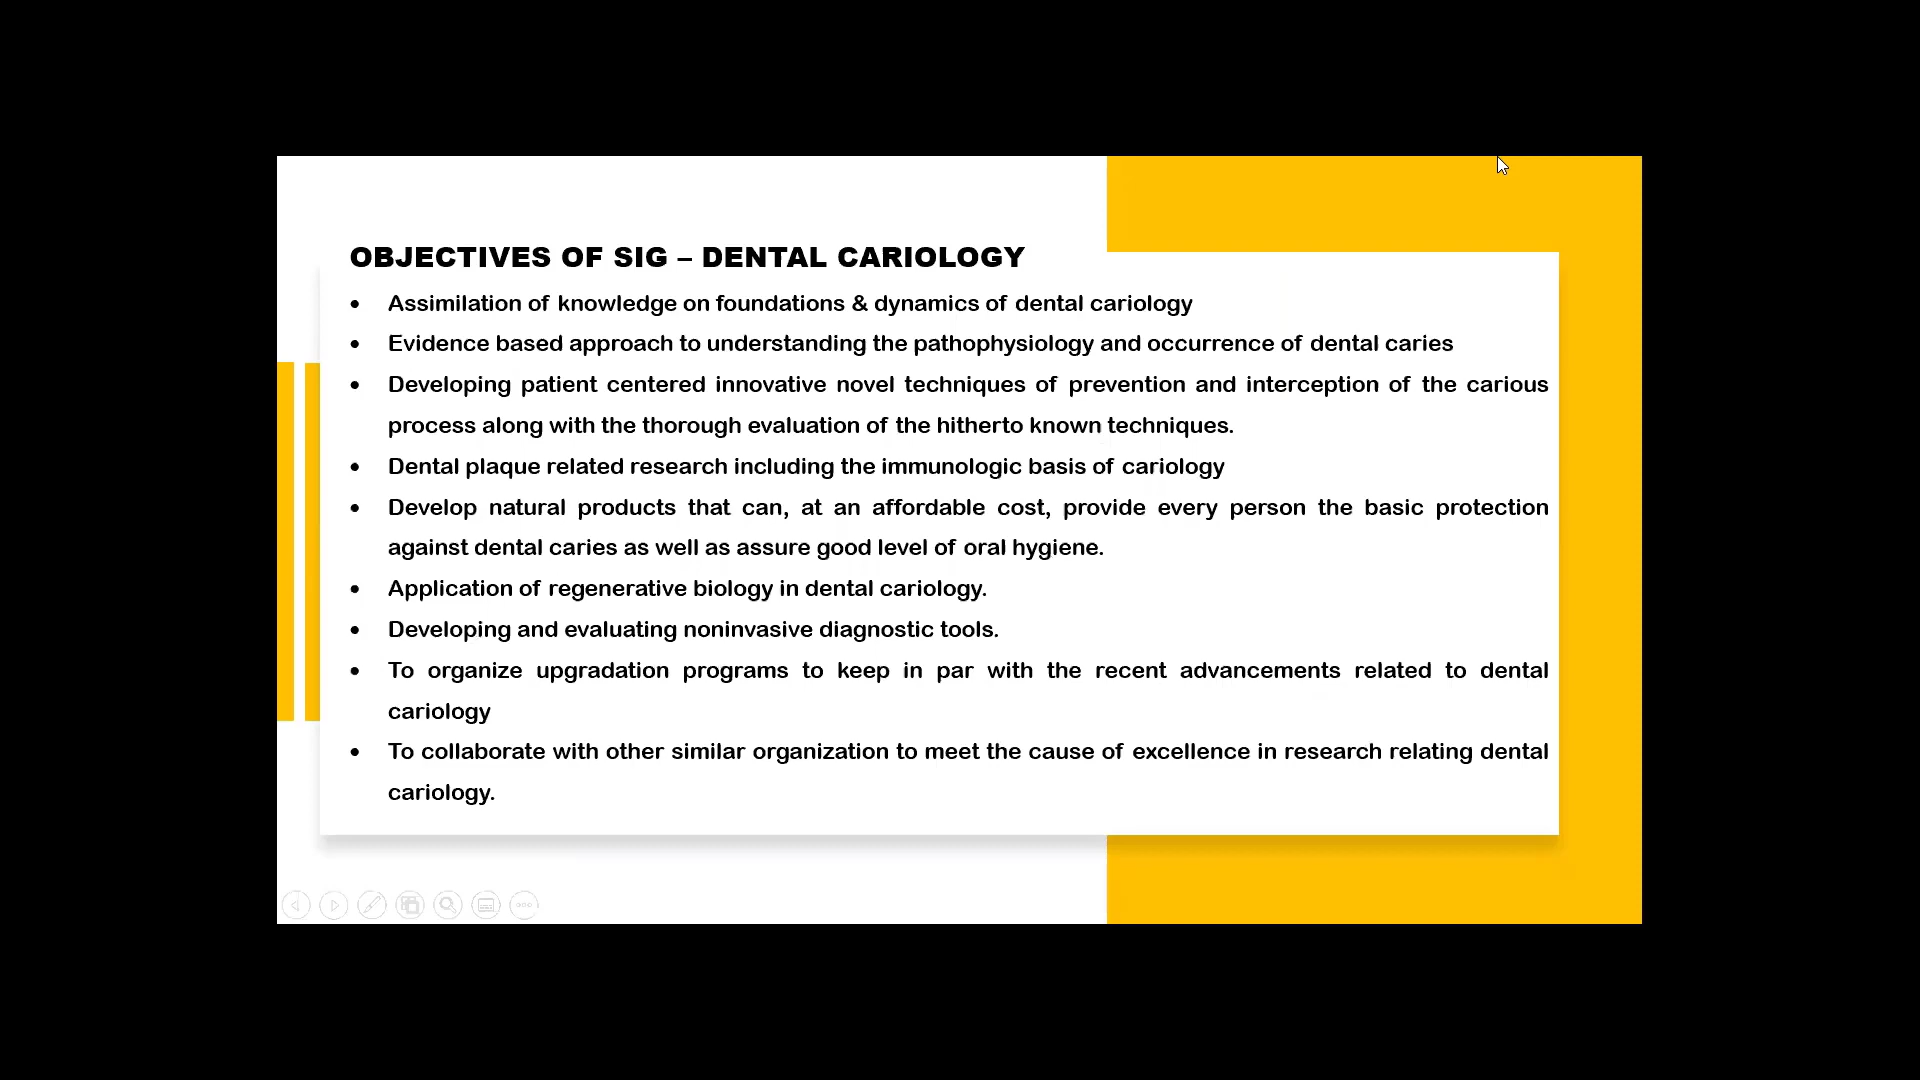 OBJECTIVES OF SIG – DENTAL CARIOLOGY
• Assimilation of knowledge on foundations & dynamics of dental cariology
• Evidence based approach to understanding the pathophysiology and occurrence of dental caries
• Developing patient centered innovative novel techniques of prevention and interception of the carious
process along with the thorough evaluation of the hitherto known techniques.
• Dental plaque related research including the immunologic basis of cariology
• Develop natural products that can, at an affordable cost, provide every person the basic protection
against dental caries as well as assure good level of oral hygiene.
• Application of regenerative biology in dental cariology.
• Developing and evaluating noninvasive diagnostic tools.
• To organize upgradation programs to keep in par with the recent advancements related to dental
cariology
• To collaborate with other similar organization to meet the cause of excellence in research relating dental
cariology.